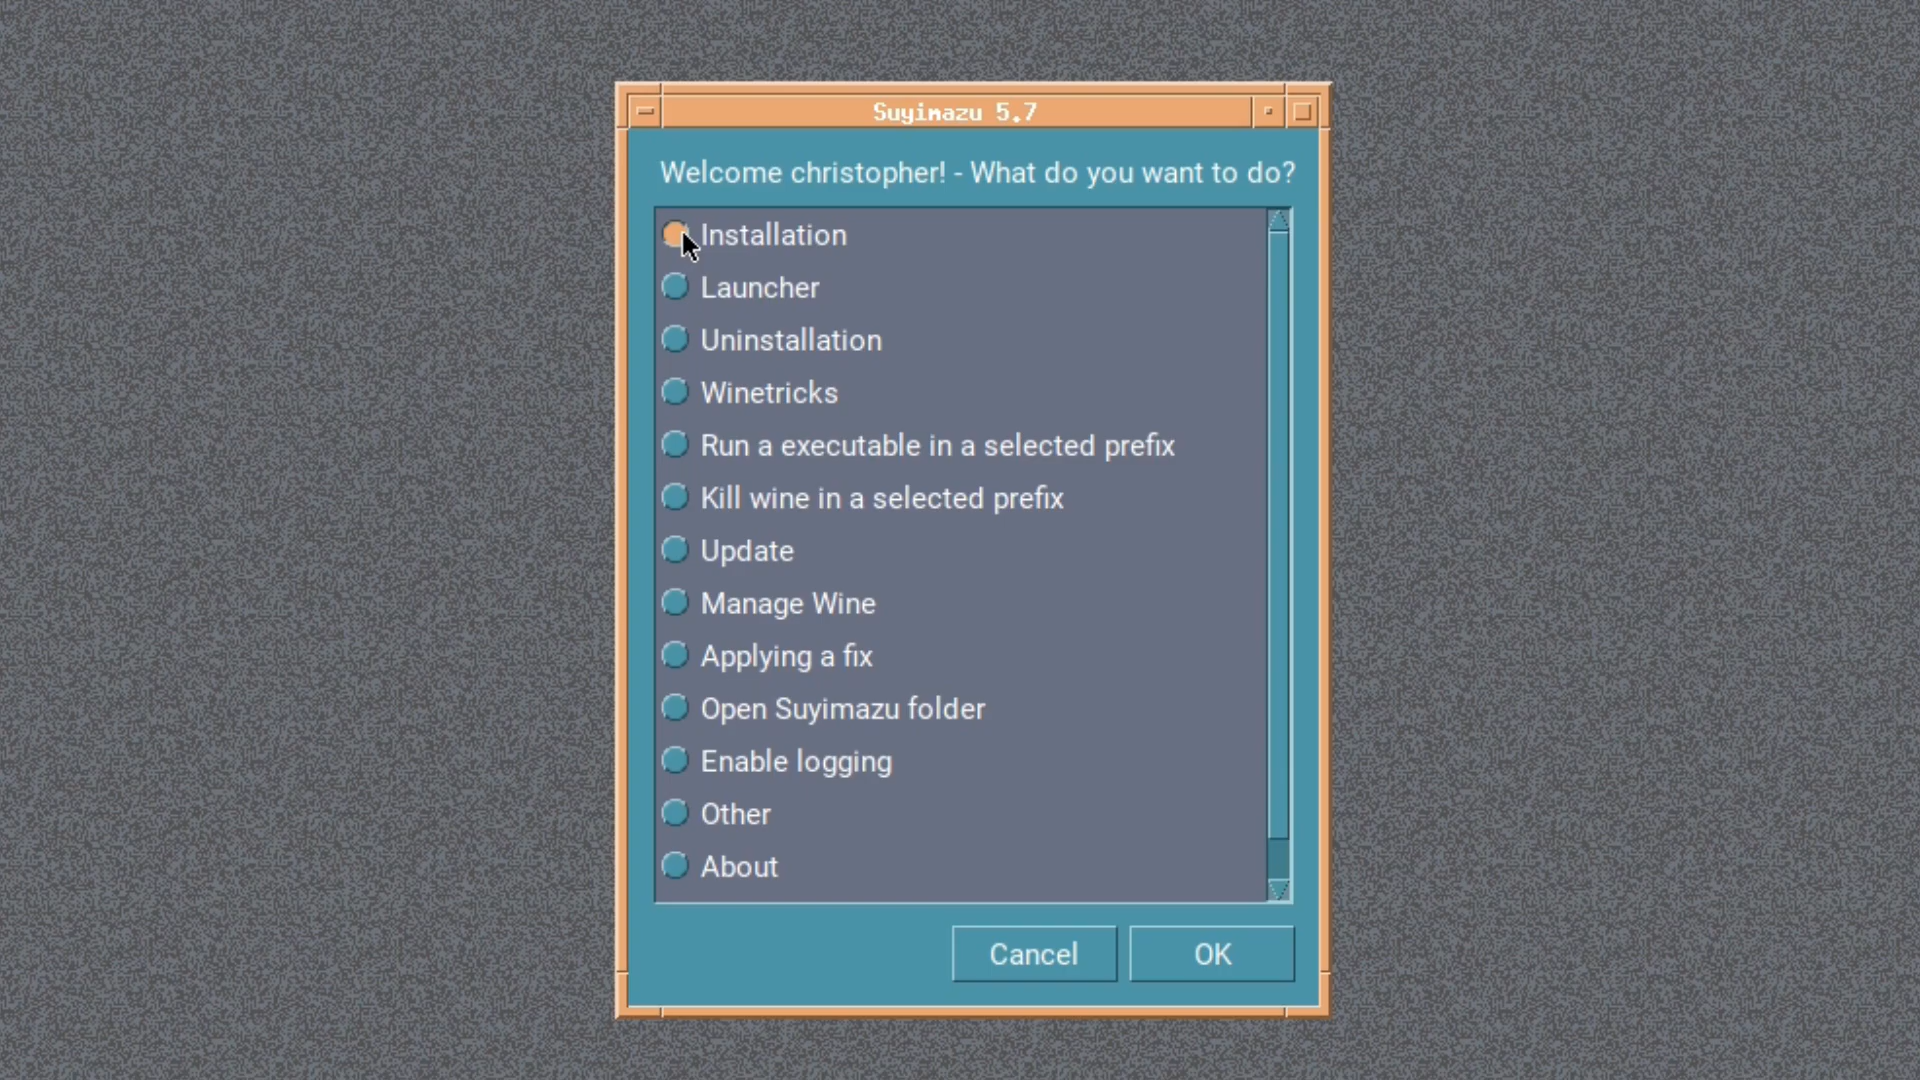 Suyimazu 5.7
Welcome christopher! - What do you want to do?
Installation
Launcher
Uninstallation
Winetricks
Run a executable in a selected prefix
Kill wine in a selected prefix
Update
Manage Wine
Applying a fix
Open Suyimazu folder
Enable logging
Other
About
Cancel OK